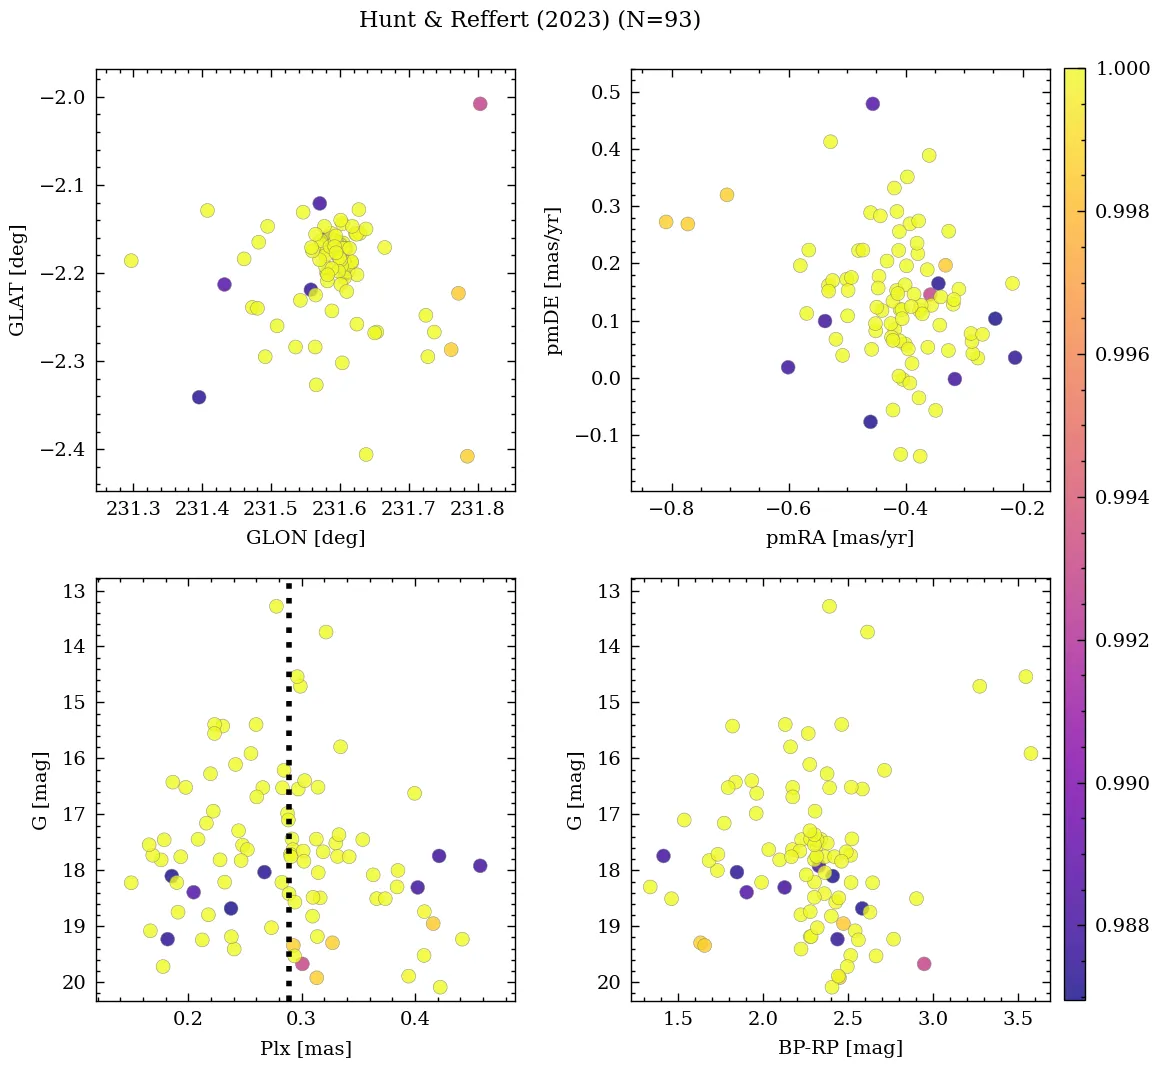 Hunt & Reffert (2023) (N=93)
−2.0
−2.1
−2.2
−2.3
−2.4
GLAT [deg]
231.3 231.4 231.5 231.6 231.7 231.8
GLON [deg]
0.5
0.4
0.3
0.2
0.1
0.0
−0.1
pmDE [mas/yr]
−0.8 −0.6 −0.4 −0.2
pmRA [mas/yr]
13
14
15
16
17
18
19
20
G [mag]
0.2 0.3 0.4
Plx [mas]
13
14
15
16
17
18
19
20
G [mag]
1.5 2.0 2.5 3.0 3.5
BP-RP [mag]
1.000
0.998
0.996
0.994
0.992
0.990
0.988